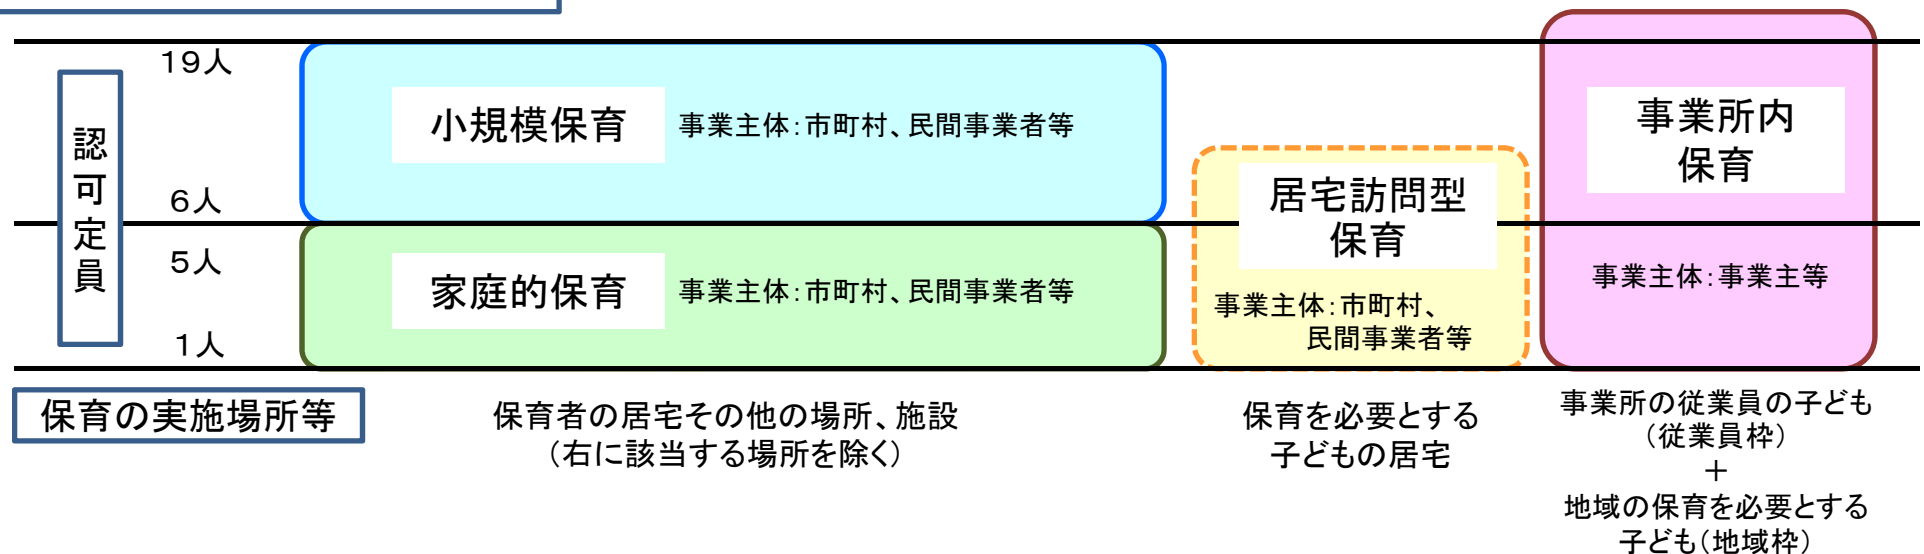 認可定員
19人
6人
5人
1人
小規模保育
事業主体：市町村、民間事業者等
家庭的保育
事業主体：市町村、民間事業者等
居宅訪問型
保育
事業主体：市町村、
民間事業者等
事業所内
保育
事業主体：事業主等
保育の実施場所等
保育者の居宅その他の場所、施設
（右に該当する場所を除く）
保育を必要とする
子どもの居宅
事業所の従業員の子ども
（従業員枠）
＋
地域の保育を必要とする
子ども（地域枠）